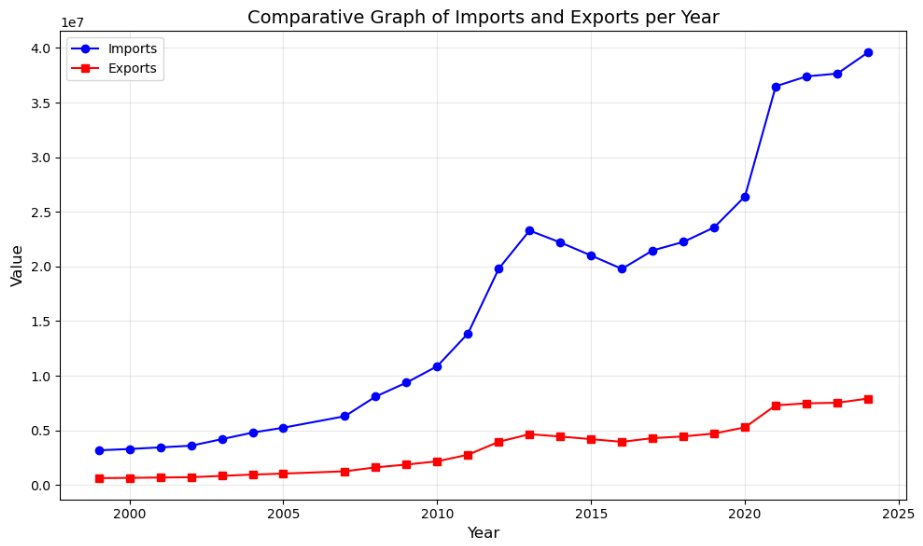 Comparative Graph of Imports and Exports per Year
1e7
Imports
Exports
4.0
3.5
3.0
2.5
2.0
1.5
1.0
0.5
0.0
Value
2000 2005 2010 2015 2020 2025
Year